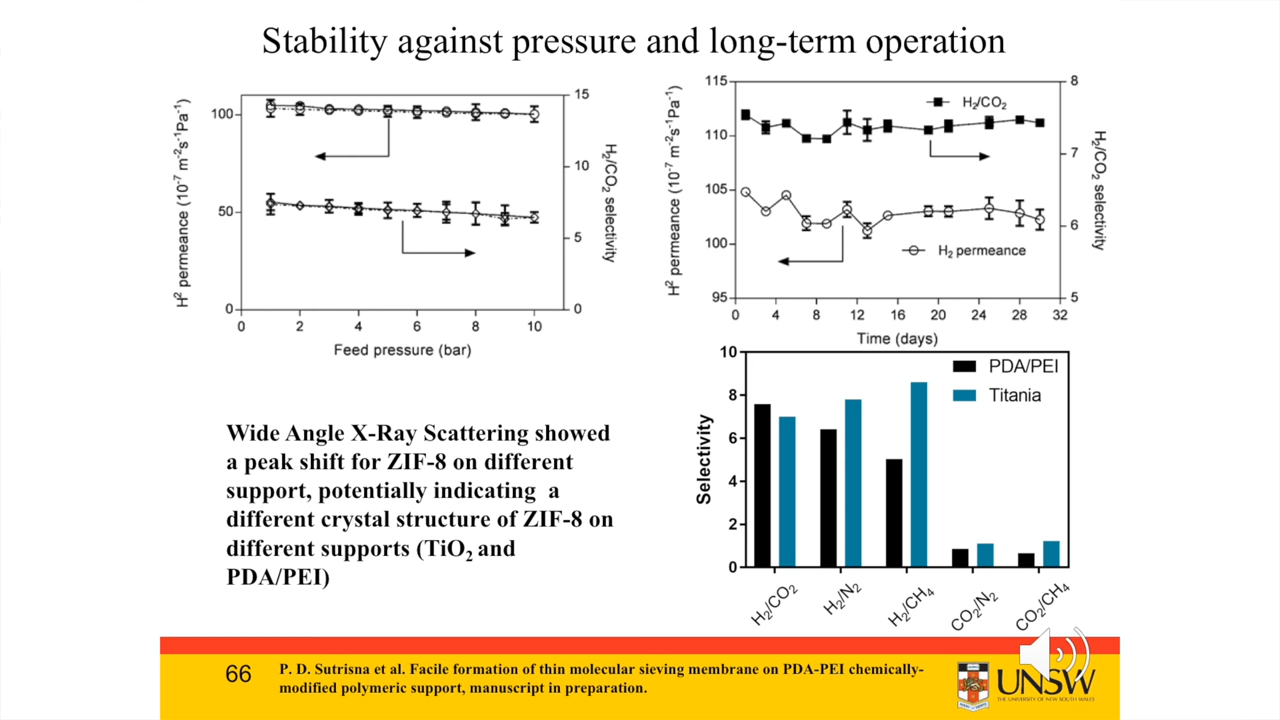 Stability against pressure and long-term operation
H² permeance (10⁻⁷ m⁻²s⁻¹Pa⁻¹)
100
50
0
15
10
5
0
H₂/CO₂ selectivity
0 2 4 6 8 10
Feed pressure (bar)
H² permeance (10⁻⁷ m⁻²s⁻¹Pa⁻¹)
115
110
105
100
95
8
7
6
5
H₂/CO₂ selectivity
H₂/CO₂
H₂ permeance
0 4 8 12 16 20 24 28 32
Time (days)
Selectivity
10
8
6
4
2
0
PDA/PEI
Titania
H₂/CO₂
H₂/N₂
H₂/CH₄
CO₂/N₂
CO₂/CH₄
Wide Angle X-Ray Scattering showed
a peak shift for ZIF-8 on different
support, potentially indicating a
different crystal structure of ZIF-8 on
different supports (TiO₂ and
PDA/PEI)
66
P. D. Sutrisna et al. Facile formation of thin molecular sieving membrane on PDA-PEI chemically-
modified polymeric support, manuscript in preparation.
UNSW
THE UNIVERSITY OF NEW SOUTH WALES